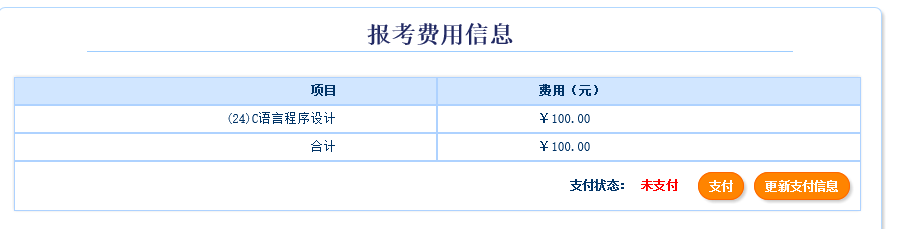 报考费用信息
项目 费用（元）
(24)C语言程序设计 ￥100.00
合计 ￥100.00
支付状态： 未支付 支付 更新支付信息